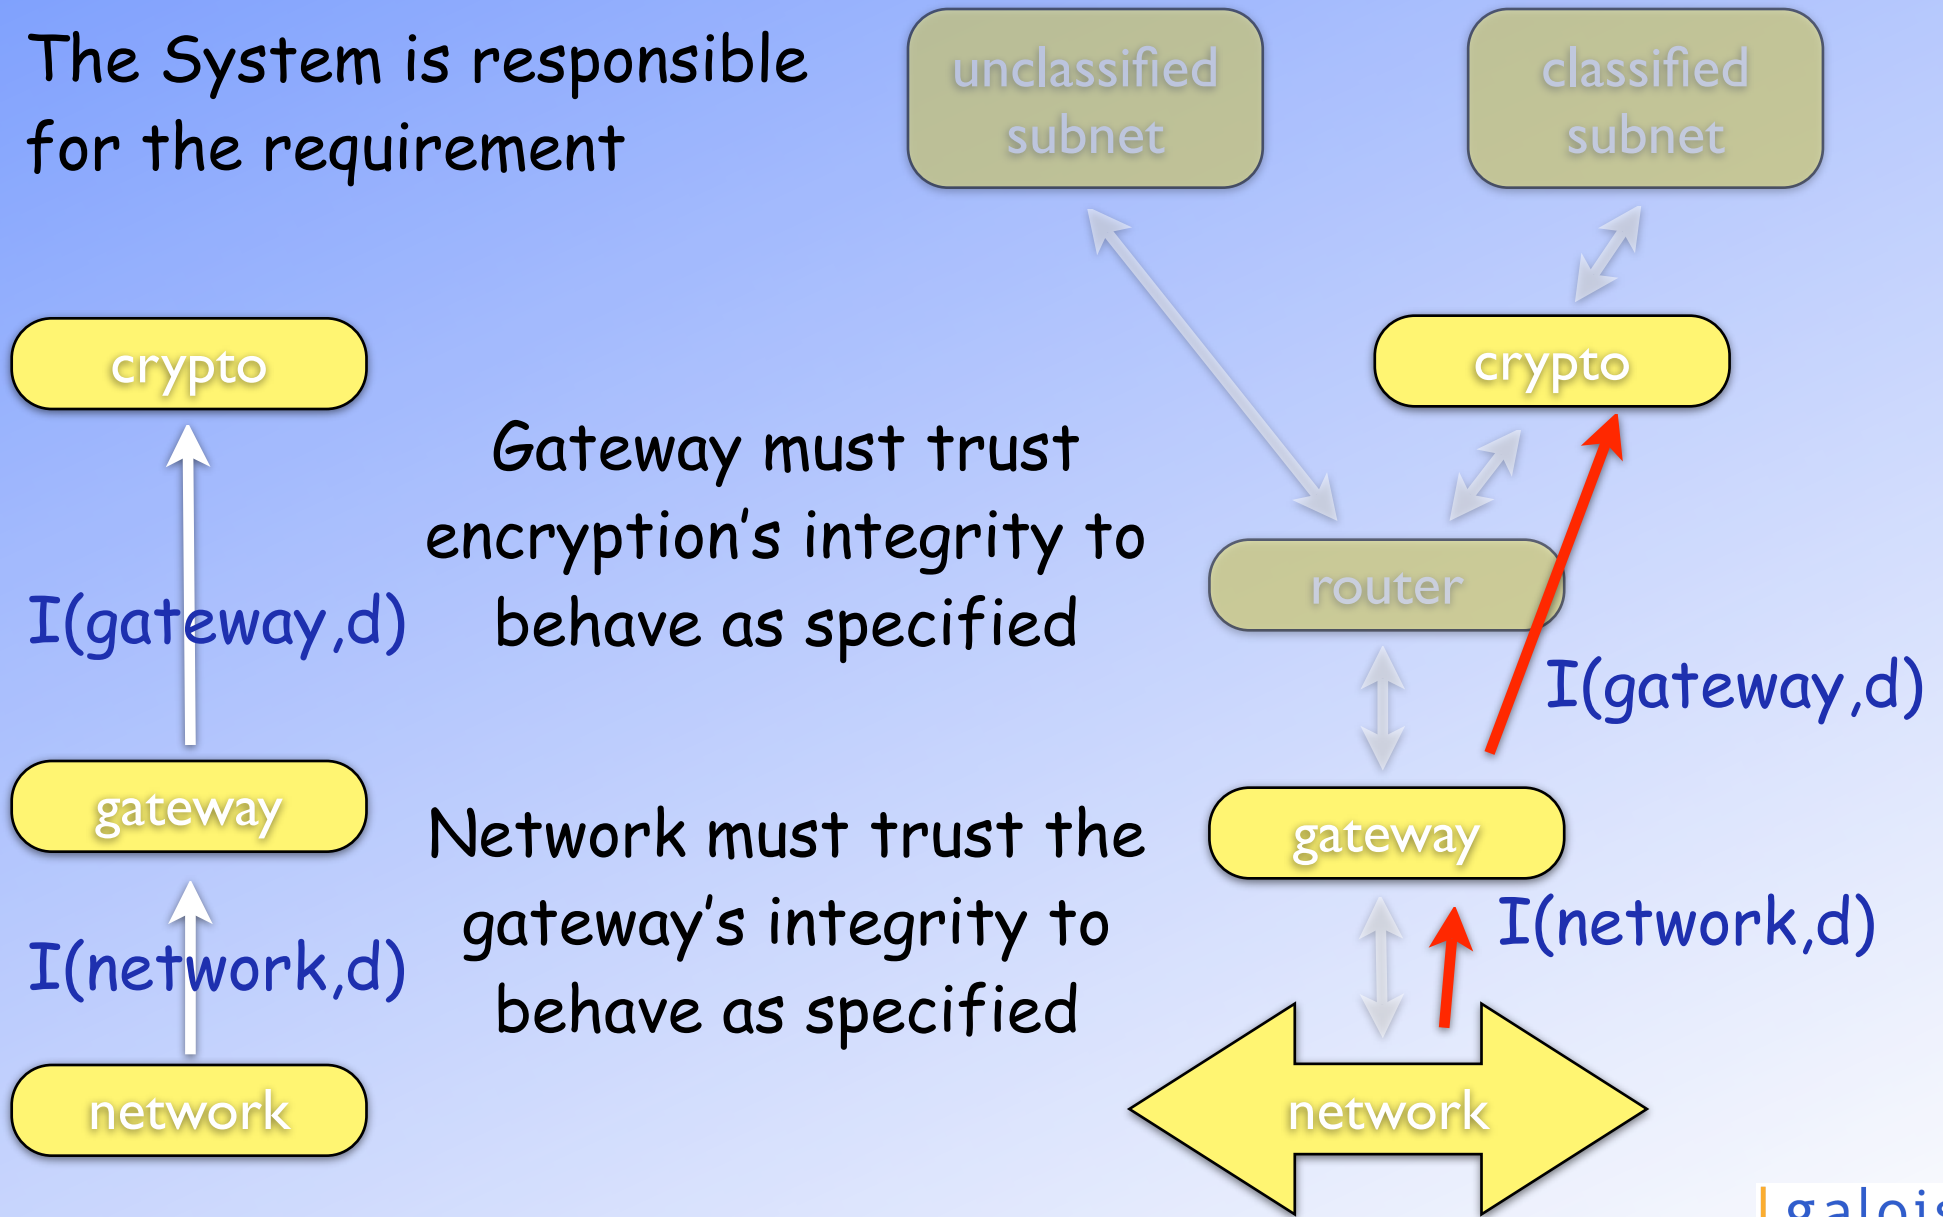 The System is responsible
for the requirement
unclassified
subnet
classified
subnet
crypto
crypto
Gateway must trust
encryption's integrity to
behave as specified
I(gateway,d)
router
I(gateway,d)
gateway
gateway
Network must trust the
gateway's integrity to
behave as specified
I(network,d)
I(network,d)
network
network
galois